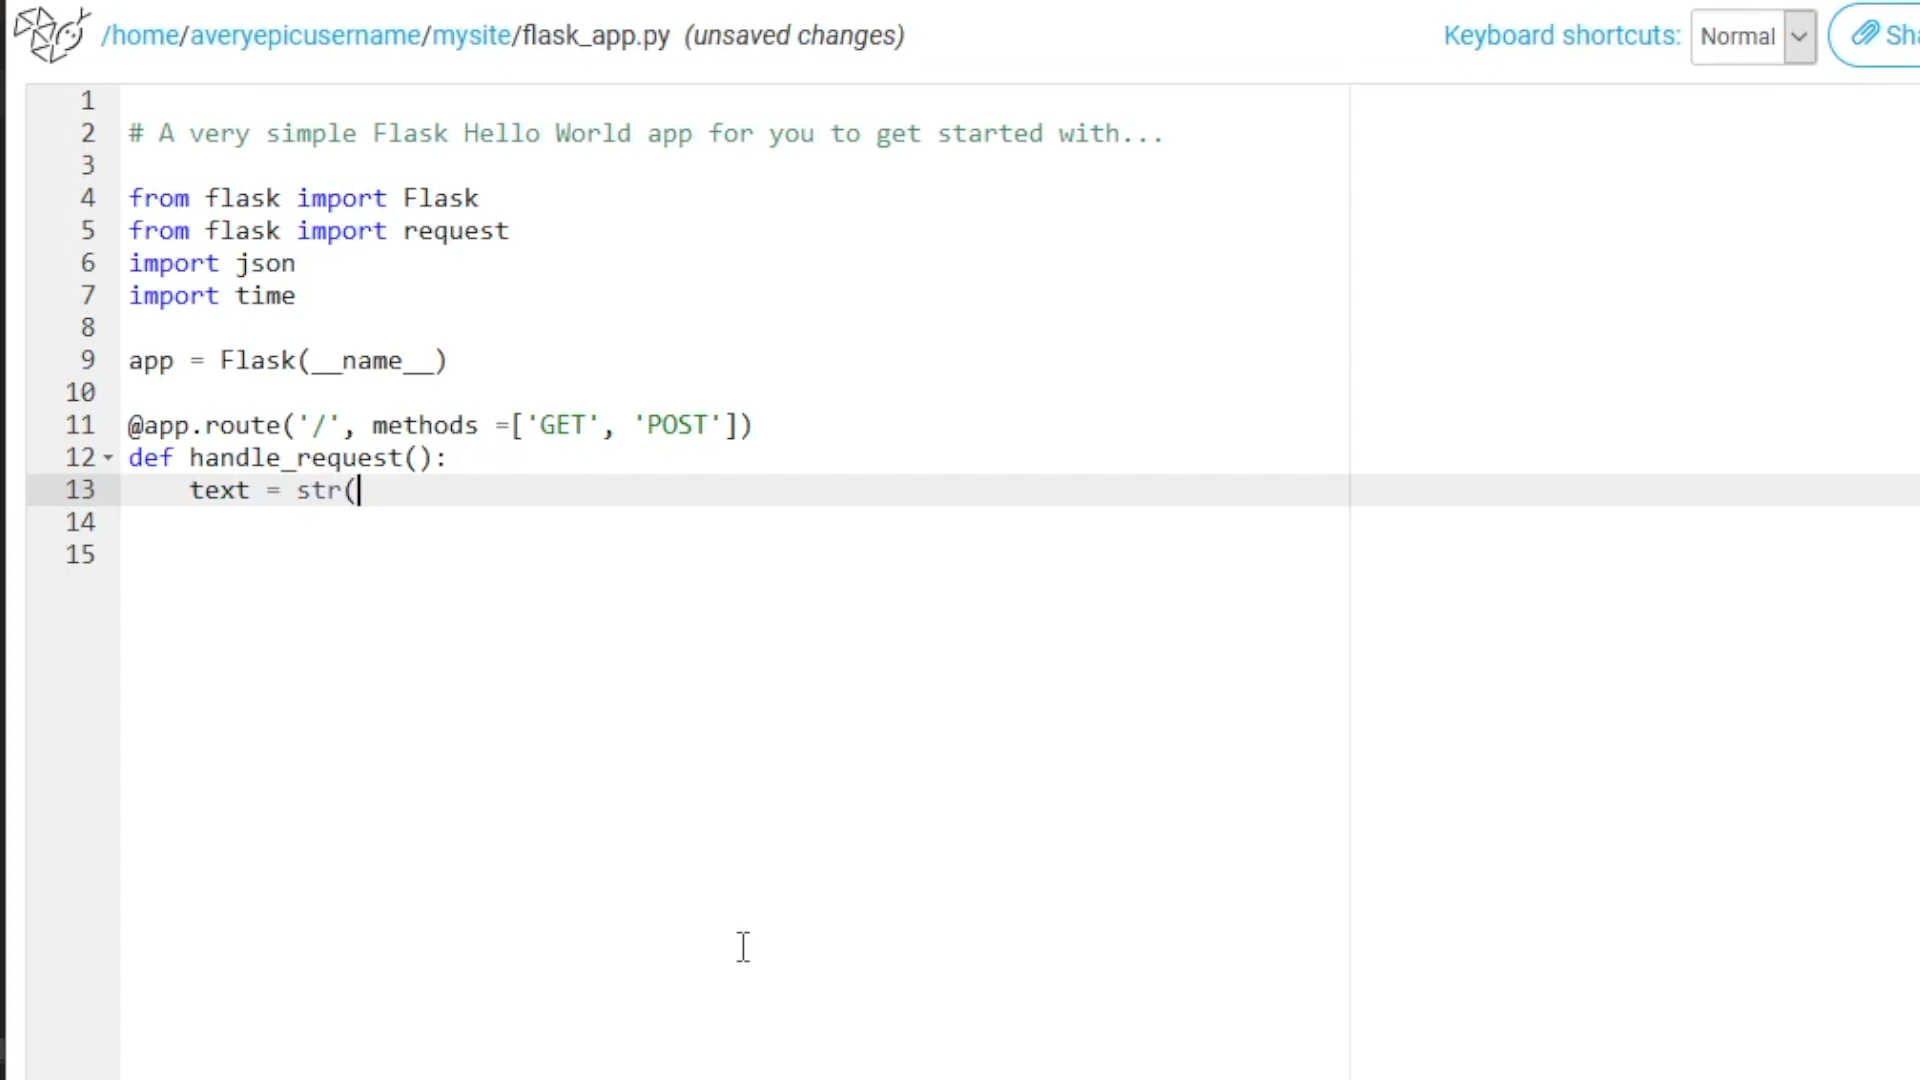 /home/averyepicusername/mysite/flask_app.py (unsaved changes) Keyboard shortcuts: Normal Sha
1
2 # A very simple Flask Hello World app for you to get started with...
3
4 from flask import Flask
5 from flask import request
6 import json
7 import time
8
9 app = Flask(__name__)
10
11 @app.route('/', methods =['GET', 'POST'])
12 def handle_request():
13     text = str(
14
15